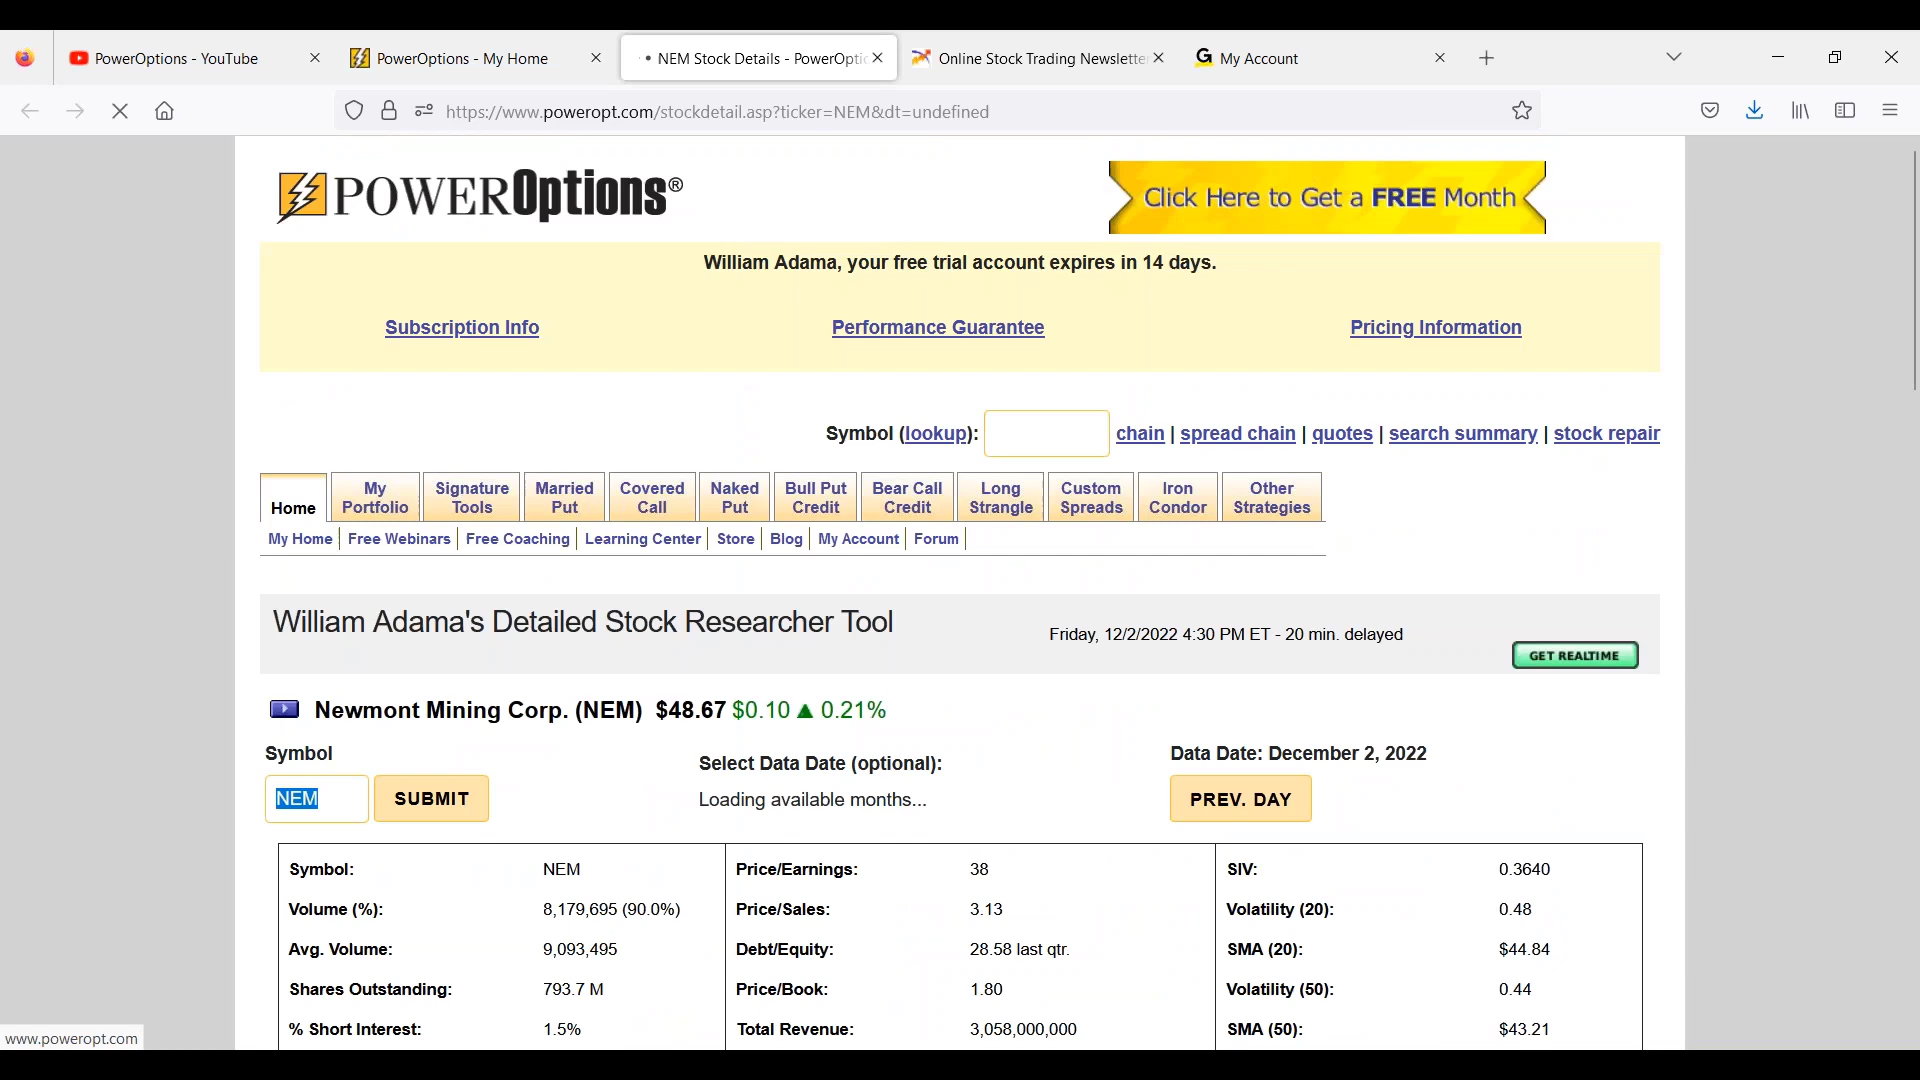 PowerOptions - YouTube
PowerOptions - My Home
NEM Stock Details - PowerOptio
Online Stock Trading Newslette
My Account
https://www.poweropt.com/stockdetail.asp?ticker=NEM&dt=undefined
POWEROptions®
Click Here to Get a FREE Month
William Adama, your free trial account expires in 14 days.
Subscription Info
Performance Guarantee
Pricing Information
Symbol (lookup): chain | spread chain | quotes | search summary | stock repair
Home
My Portfolio
Signature Tools
Married Put
Covered Call
Naked Put
Bull Put Credit
Bear Call Credit
Long Strangle
Custom Spreads
Iron Condor
Other Strategies
My Home
Free Webinars
Free Coaching
Learning Center
Store
Blog
My Account
Forum
William Adama's Detailed Stock Researcher Tool
Friday, 12/2/2022 4:30 PM ET - 20 min. delayed
GET REALTIME
Newmont Mining Corp. (NEM) $48.67 $0.10 ▲ 0.21%
Symbol
NEM
SUBMIT
Select Data Date (optional):
Loading available months...
Data Date: December 2, 2022
PREV. DAY
Symbol: NEM
Volume (%): 8,179,695 (90.0%)
Avg. Volume: 9,093,495
Shares Outstanding: 793.7 M
% Short Interest: 1.5%
Price/Earnings: 38
Price/Sales: 3.13
Debt/Equity: 28.58 last qtr.
Price/Book: 1.80
Total Revenue: 3,058,000,000
SIV: 0.3640
Volatility (20): 0.48
SMA (20): $44.84
Volatility (50): 0.44
SMA (50): $43.21
www.poweropt.com